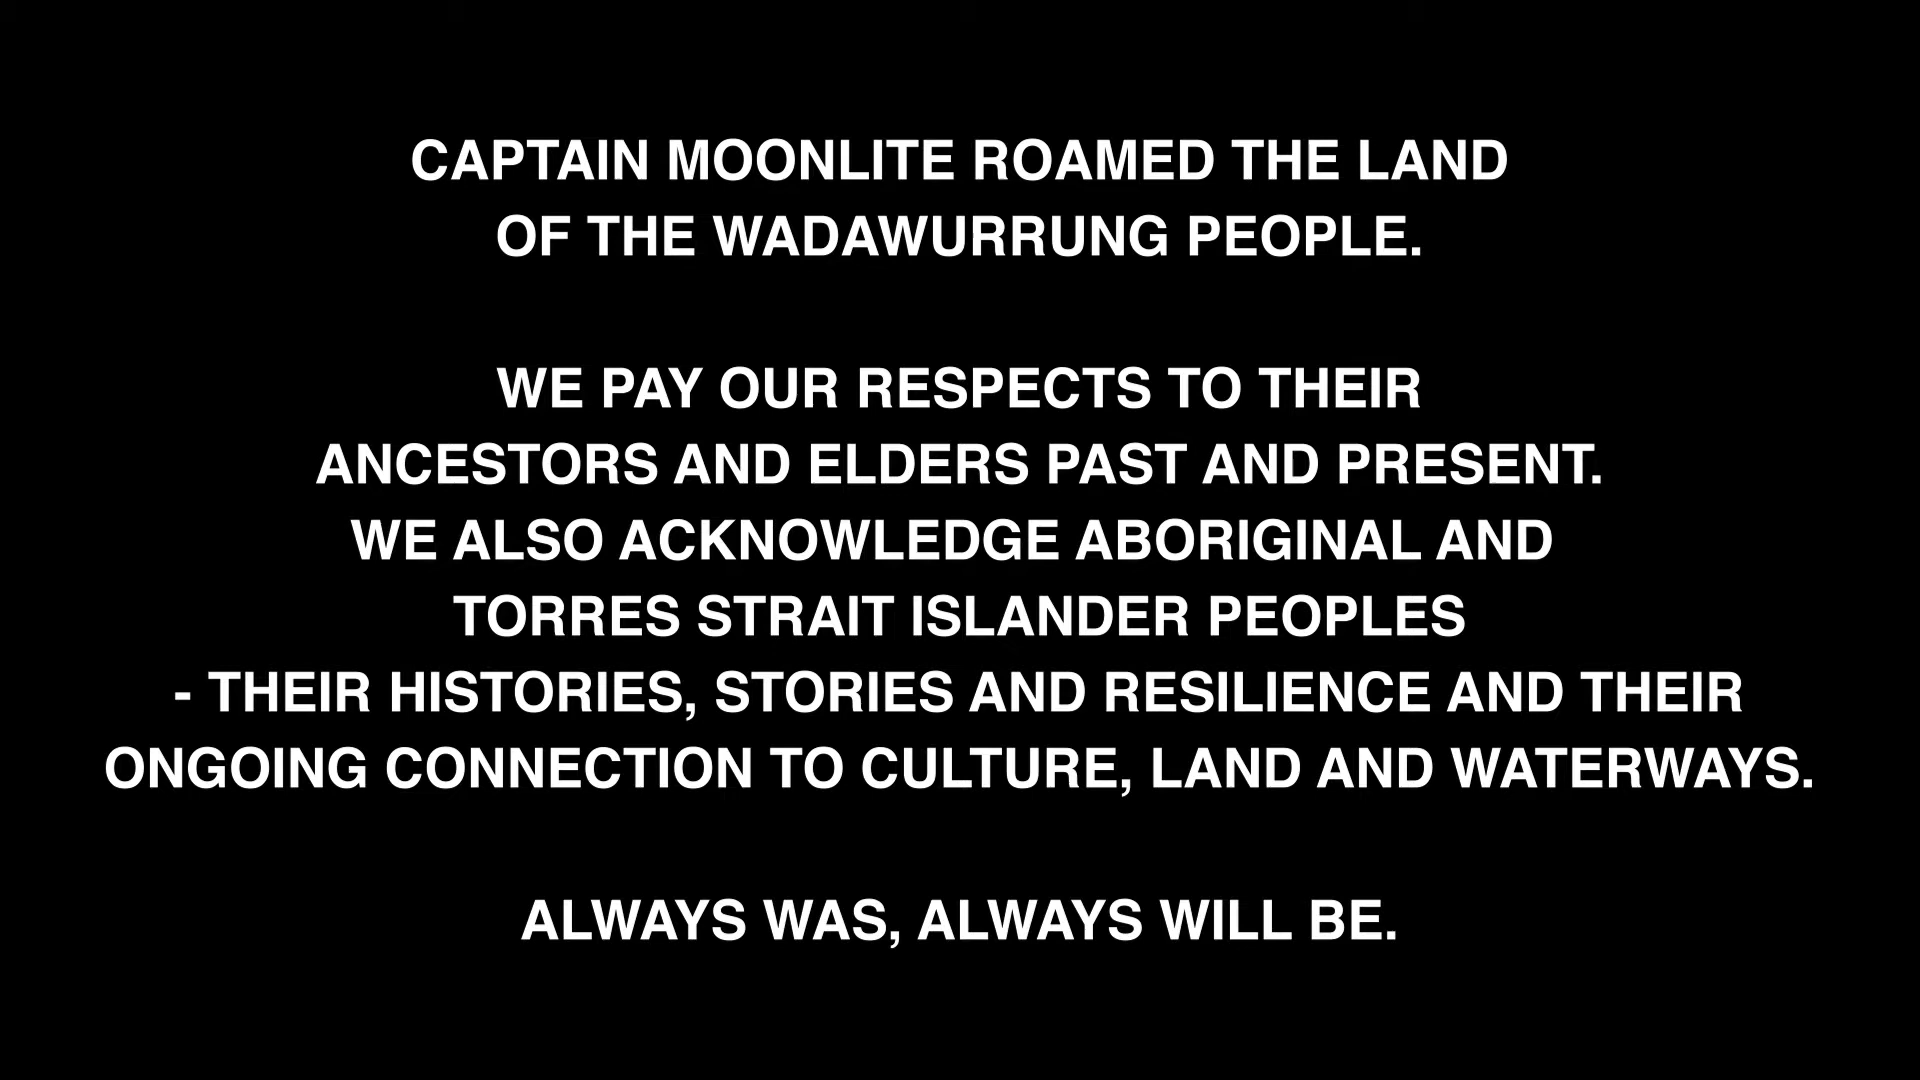 CAPTAIN MOONLITE ROAMED THE LAND
OF THE WADAWURRUNG PEOPLE.
WE PAY OUR RESPECTS TO THEIR
ANCESTORS AND ELDERS PAST AND PRESENT.
WE ALSO ACKNOWLEDGE ABORIGINAL AND
TORRES STRAIT ISLANDER PEOPLES
- THEIR HISTORIES, STORIES AND RESILIENCE AND THEIR
ONGOING CONNECTION TO CULTURE, LAND AND WATERWAYS.
ALWAYS WAS, ALWAYS WILL BE.